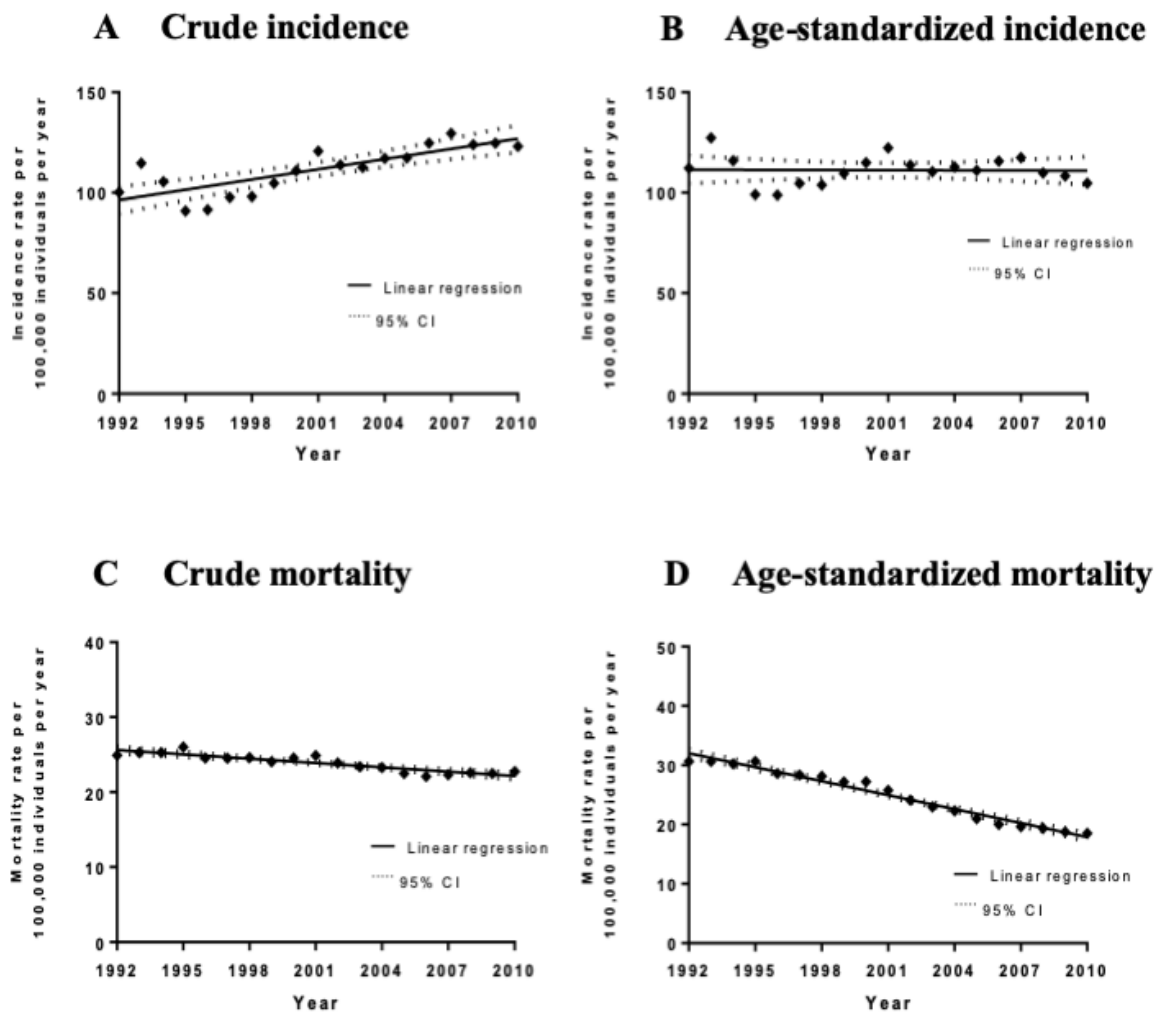 A Crude incidence
B Age-standardized incidence
Incidence rate per
100,000 individuals per year
150
100
50
0
1992 1995 1998 2001 2004 2007 2010
Year
Linear regression
95% CI
Incidence rate per
100,000 individuals per year
150
100
50
0
1992 1995 1998 2001 2004 2007 2010
Year
Linear regression
95% CI
C Crude mortality
D Age-standardized mortality
Mortality rate per
100,000 individuals per year
40
30
20
10
0
1992 1995 1998 2001 2004 2007 2010
Year
Linear regression
95% CI
Mortality rate per
100,000 individuals per year
50
40
30
20
10
0
1992 1995 1998 2001 2004 2007 2010
Year
Linear regression
95% CI